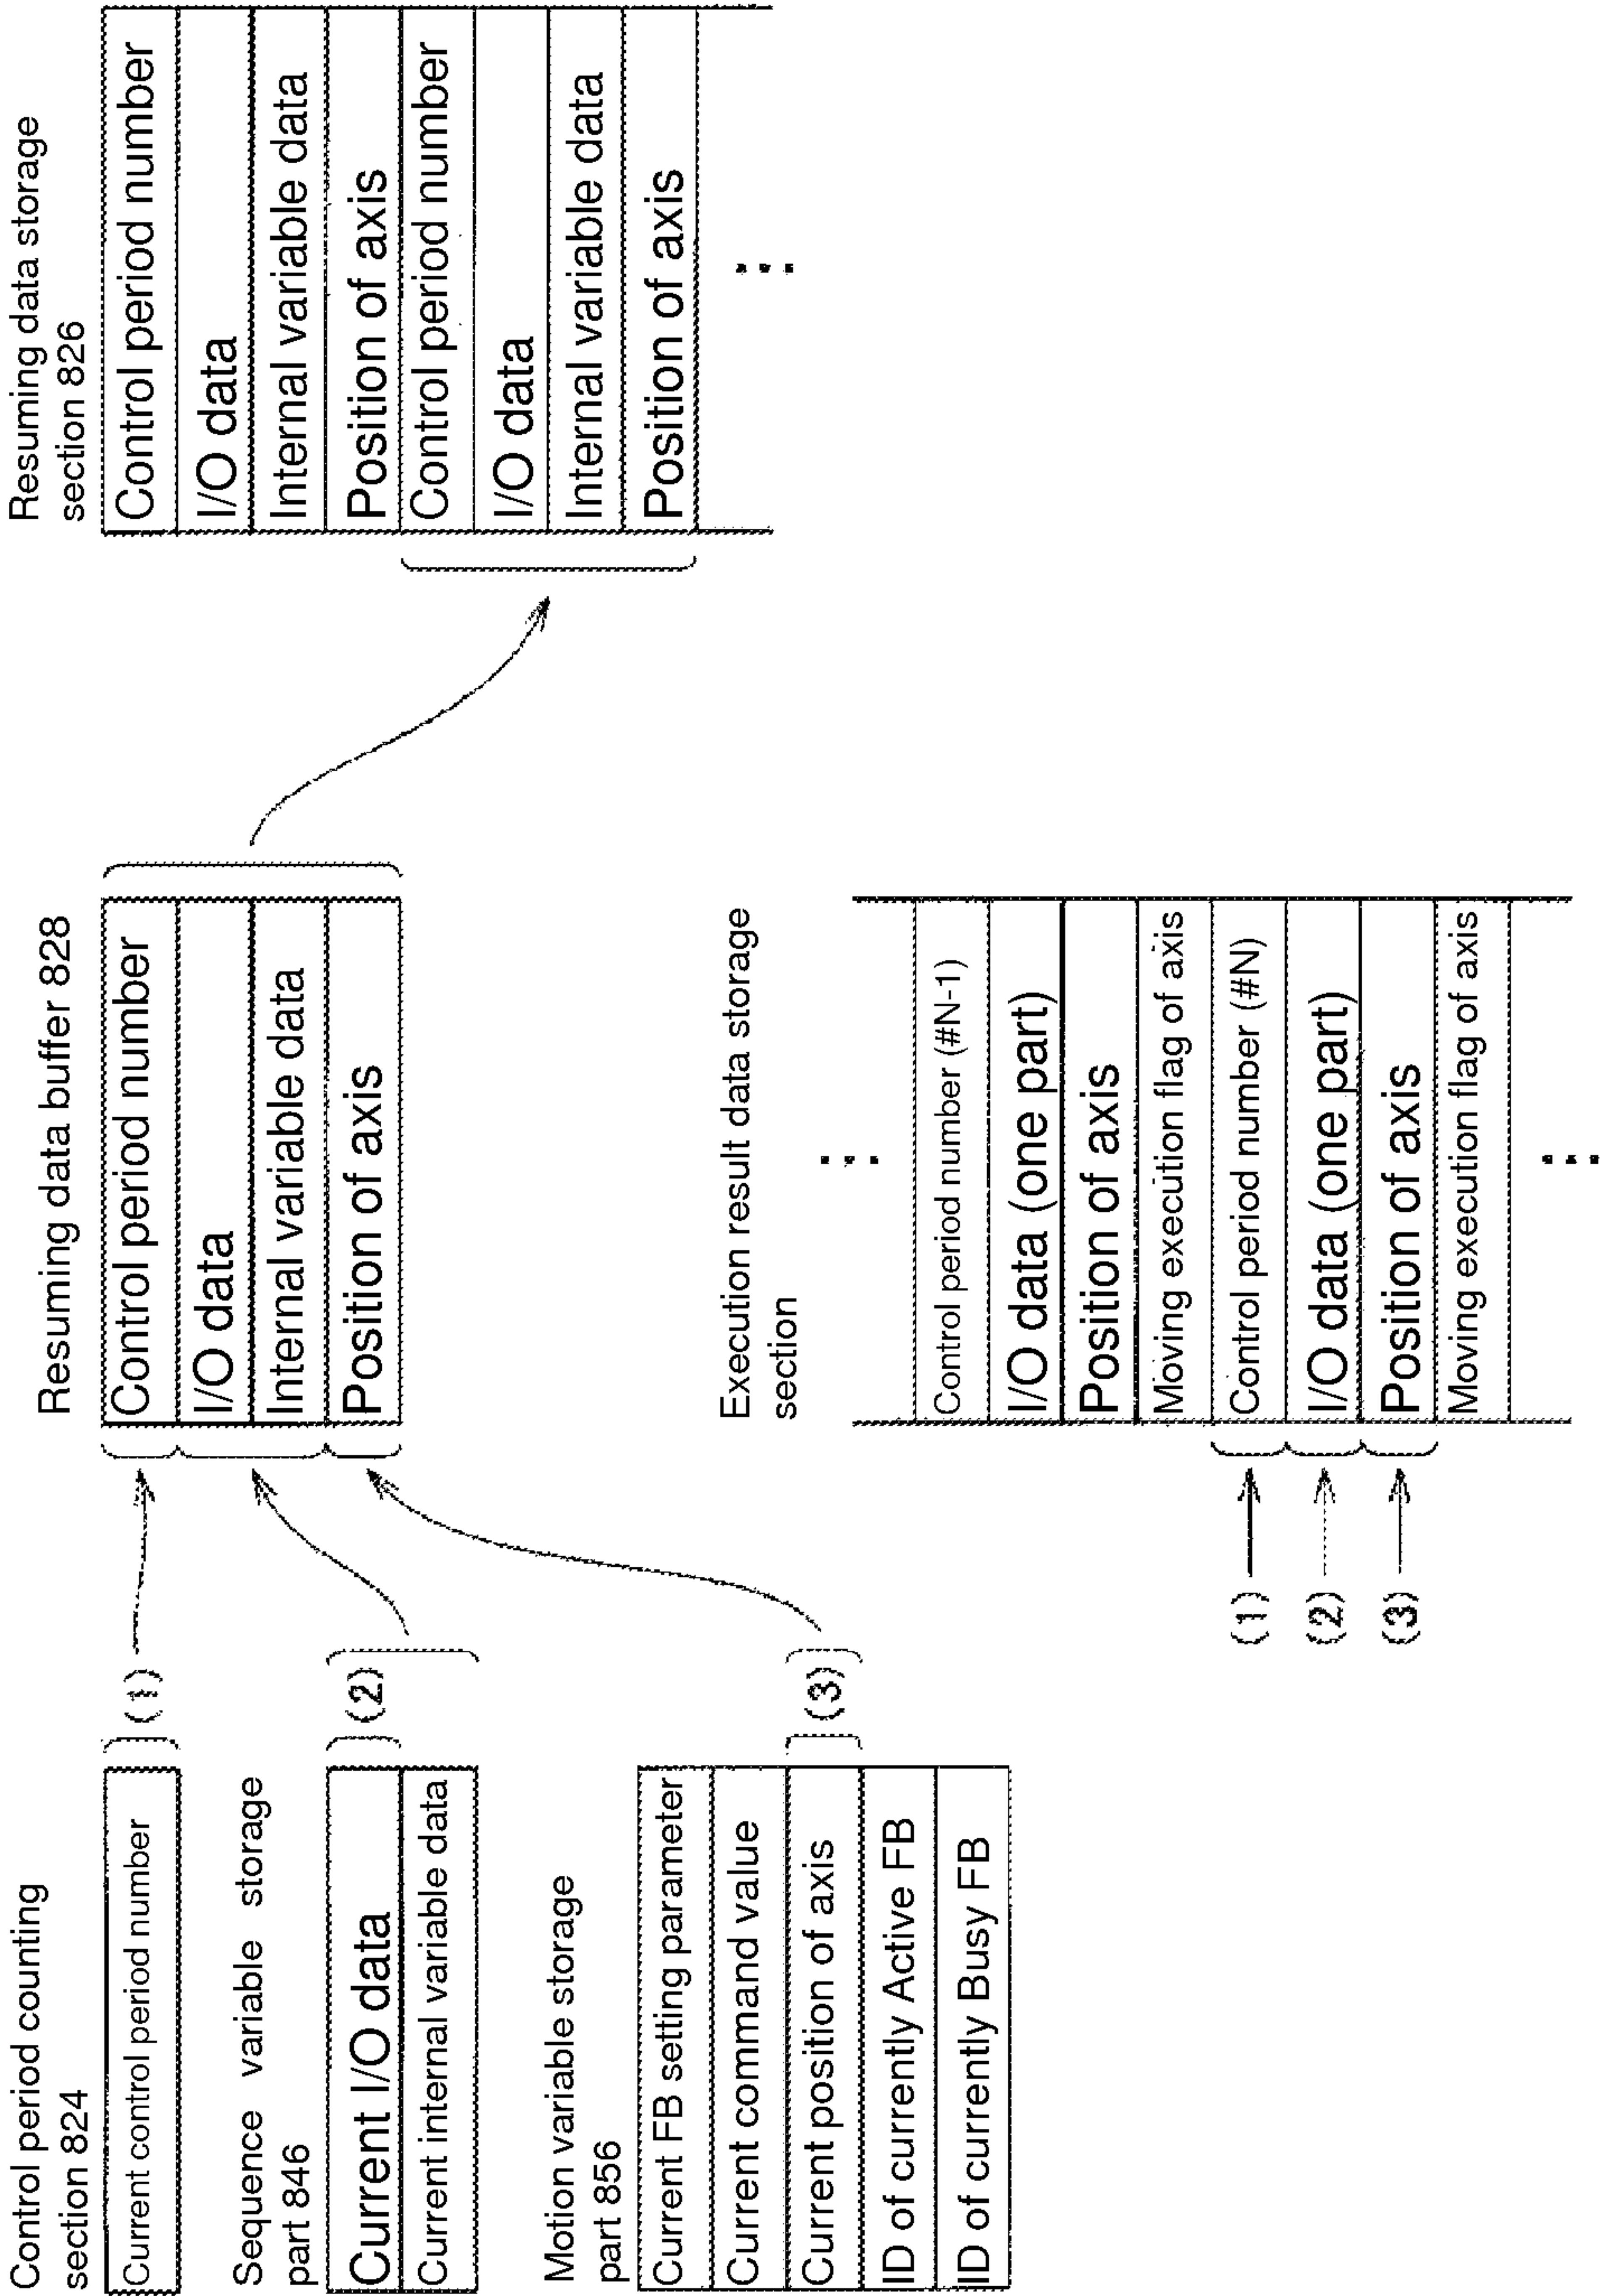 Control period counting
section 824
Current control period number
(1)
Sequence variable storage
part 846
Current I/O data
Current internal variable data
(2)
Motion variable storage
part 856
Current FB setting parameter
Current command value
Current position of axis
ID of currently Active FB
ID of currently Busy FB
(3)
Resuming data buffer 828
Control period number
I/O data
Internal variable data
Position of axis
Execution result data storage
section
Control period number (#N-1)
I/O data (one part)
Position of axis
Moving execution flag of axis
Control period number (#N)
I/O data (one part)
Position of axis
Moving execution flag of axis
(1)
(2)
(3)
Resuming data storage
section 826
Control period number
I/O data
Internal variable data
Position of axis
Control period number
I/O data
Internal variable data
Position of axis